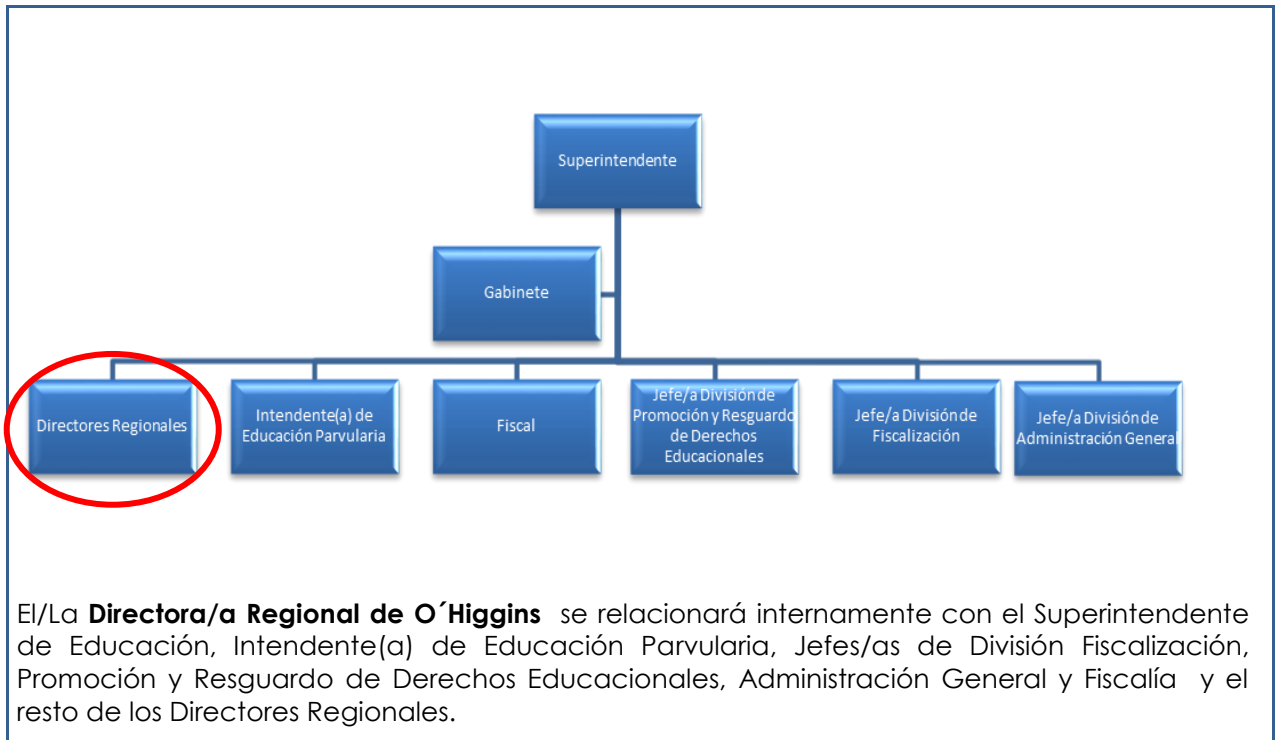 Superintendente
Gabinete
Directores Regionales
Intendente(a) de
Educación Parvularia
Fiscal
Jefe/a División de
Promoción y Resguardo
de Derechos
Educacionales
Jefe/a División de
Fiscalización
Jefe/a División de
Administración General
El/La Directora/a Regional de O´Higgins se relacionará internamente con el Superintendente
de Educación, Intendente(a) de Educación Parvularia, Jefes/as de División Fiscalización,
Promoción y Resguardo de Derechos Educacionales, Administración General y Fiscalía y el
resto de los Directores Regionales.